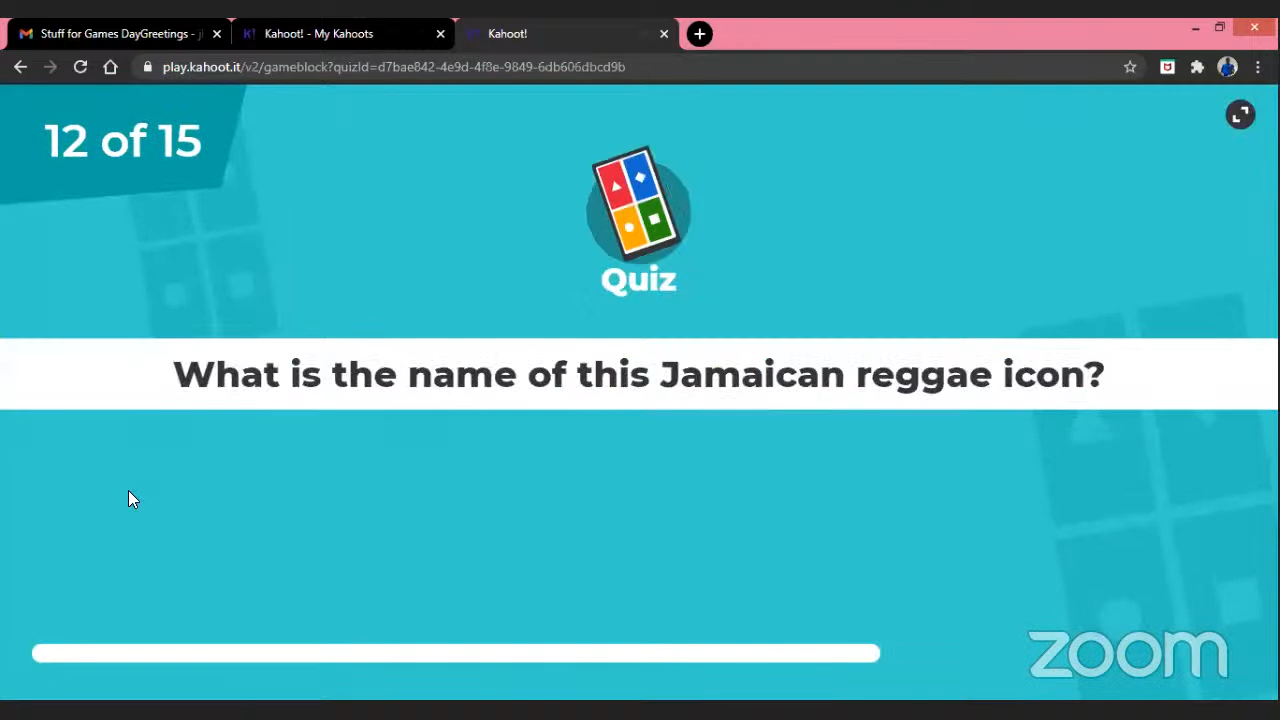 Stuff for Games DayGreetings - j
Kahoot! - My Kahoots
Kahoot!
play.kahoot.it/v2/gameblock?quizId=d7bae842-4e9d-4f8e-9849-6db606dbcd9b
12 of 15
Quiz
What is the name of this Jamaican reggae icon?
zoom